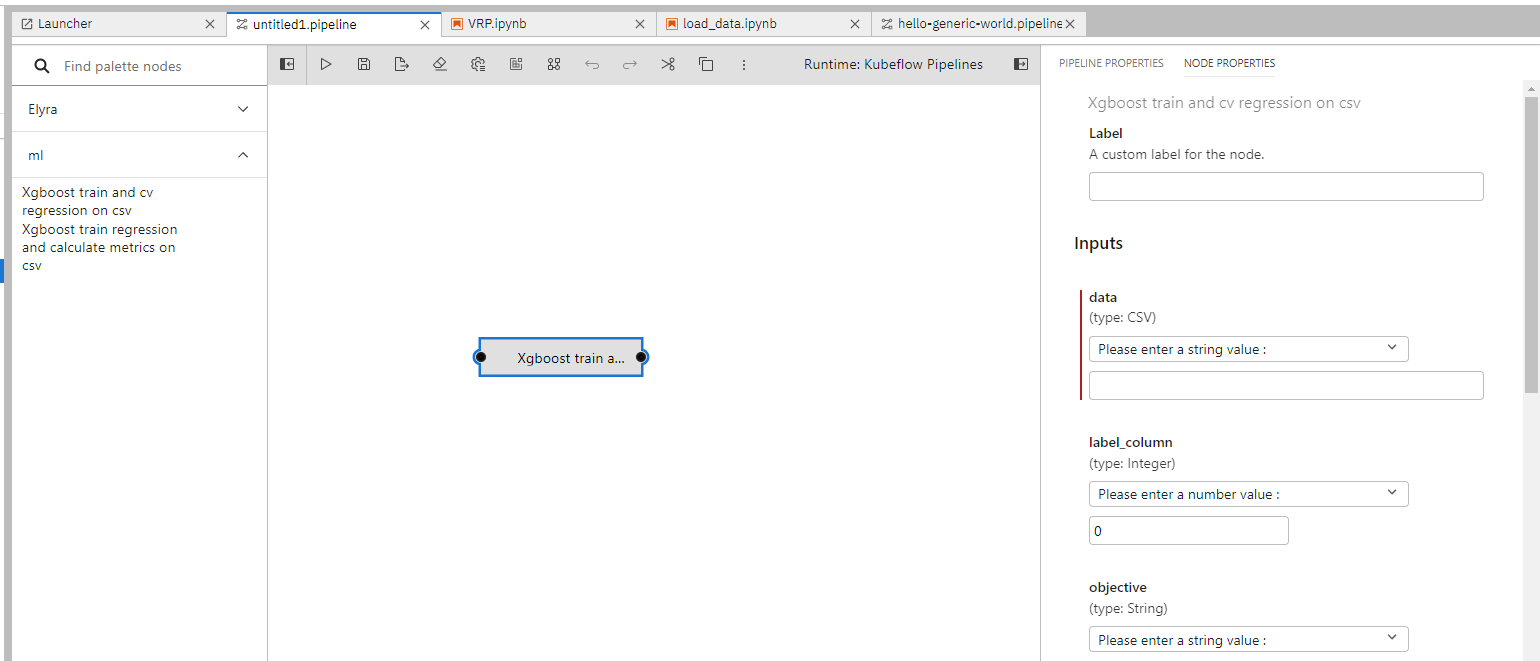 Launcher
untitled1.pipeline
VRP.ipynb
load_data.ipynb
hello-generic-world.pipeline
Find palette nodes
Runtime: Kubeflow Pipelines
PIPELINE PROPERTIES
NODE PROPERTIES
Elyra
ml
Xgboost train and cv
regression on csv
Xgboost train regression
and calculate metrics on
csv
Xgboost train a...
Xgboost train and cv regression on csv
Label
A custom label for the node.
Inputs
data
(type: CSV)
Please enter a string value :
label_column
(type: Integer)
Please enter a number value :
0
objective
(type: String)
Please enter a string value :